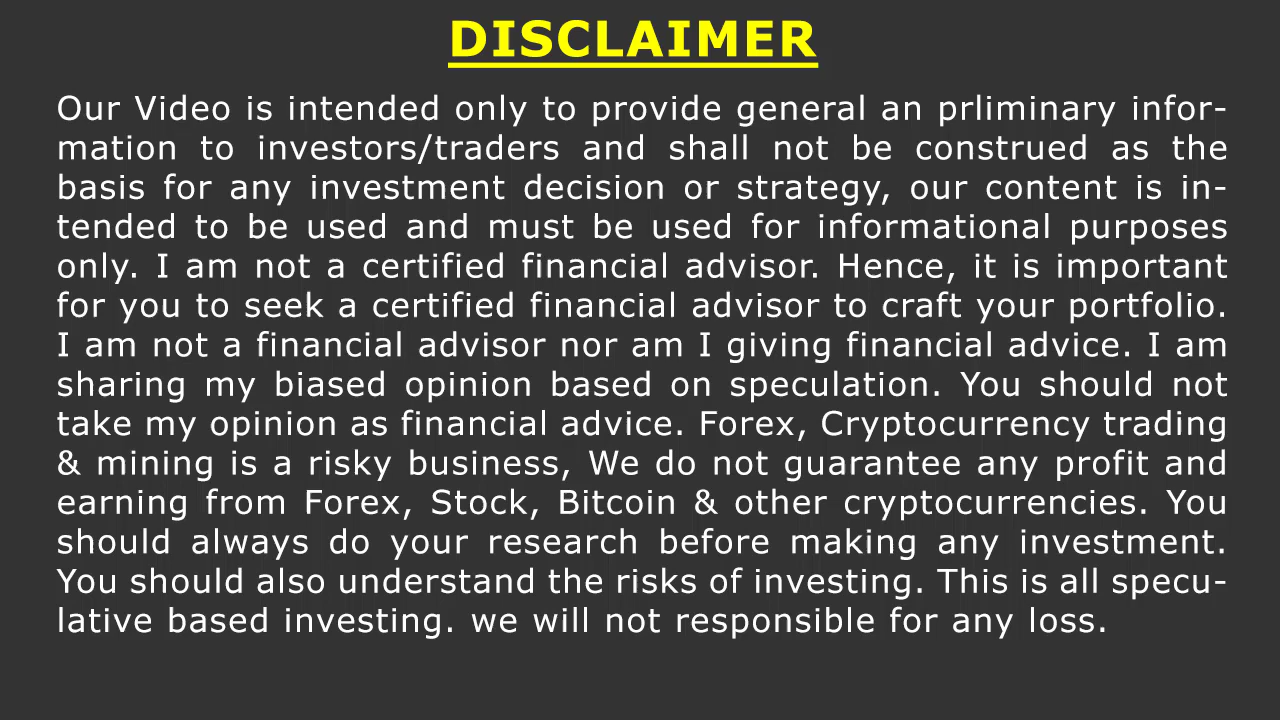 DISCLAIMER
Our Video is intended only to provide general an prliminary infor-
mation to investors/traders and shall not be construed as the
basis for any investment decision or strategy, our content is in-
tended to be used and must be used for informational purposes
only. I am not a certified financial advisor. Hence, it is important
for you to seek a certified financial advisor to craft your portfolio.
I am not a financial advisor nor am I giving financial advice. I am
sharing my biased opinion based on speculation. You should not
take my opinion as financial advice. Forex, Cryptocurrency trading
& mining is a risky business, We do not guarantee any profit and
earning from Forex, Stock, Bitcoin & other cryptocurrencies. You
should always do your research before making any investment.
You should also understand the risks of investing. This is all specu-
lative based investing. we will not responsible for any loss.